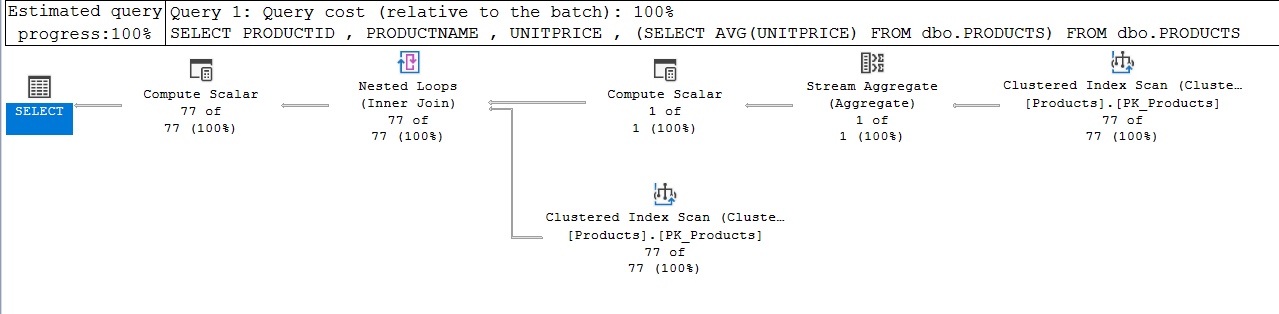 Estimated query
progress:100%
Query 1: Query cost (relative to the batch): 100%
SELECT PRODUCTID , PRODUCTNAME , UNITPRICE , (SELECT AVG(UNITPRICE) FROM dbo.PRODUCTS) FROM dbo.PRODUCTS
SELECT
Compute Scalar
77 of
77 (100%)
Nested Loops
(Inner Join)
77 of
77 (100%)
Compute Scalar
1 of
1 (100%)
Stream Aggregate
(Aggregate)
1 of
1 (100%)
Clustered Index Scan (Cluste…
[Products].[PK_Products]
77 of
77 (100%)
Clustered Index Scan (Cluste…
[Products].[PK_Products]
77 of
77 (100%)